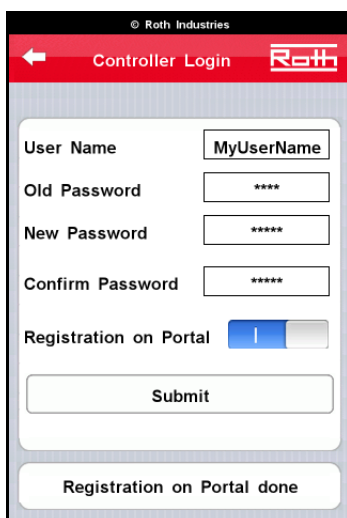 © Roth Industries
Controller Login Roth
User Name MyUserName
Old Password ****
New Password *****
Confirm Password *****
Registration on Portal I
Submit
Registration on Portal done